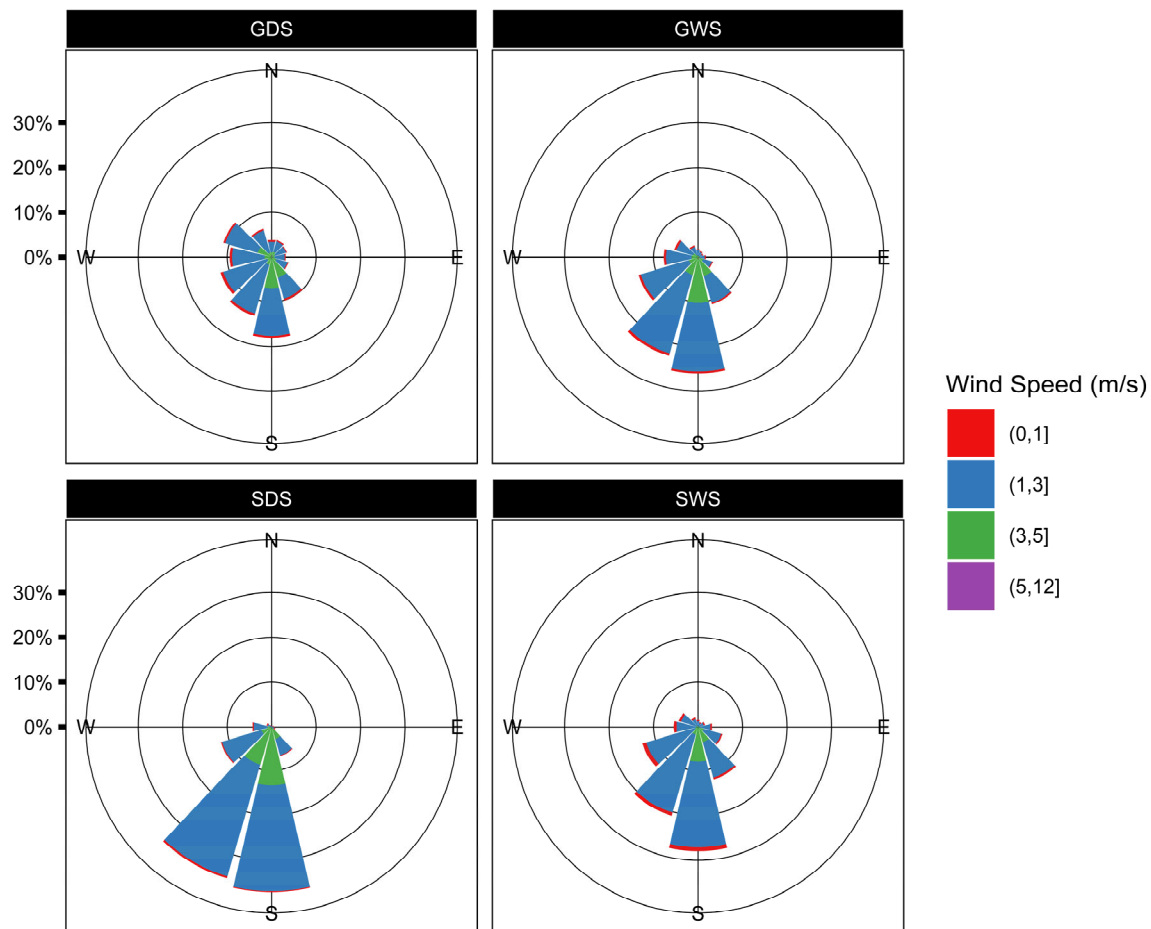 GDS
GWS
N
N
30%
20%
10%
0%
W
E
W
E
S
S
SDS
SWS
N
N
30%
20%
10%
0%
W
E
W
E
S
S
Wind Speed (m/s)
(0,1]
(1,3]
(3,5]
(5,12]